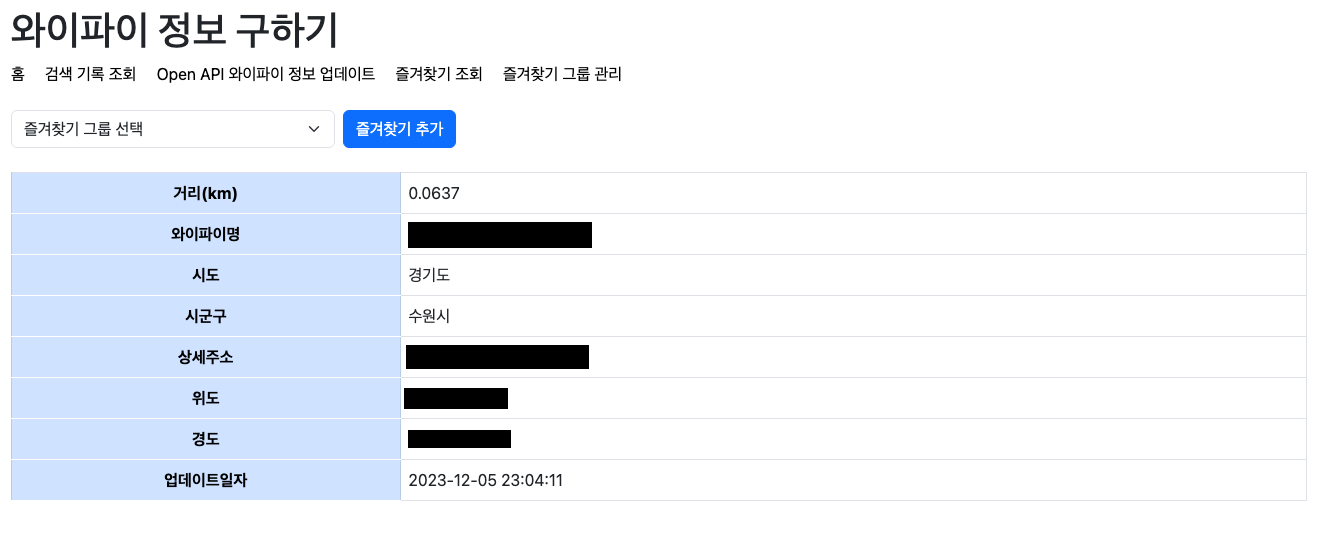 와이파이 정보 구하기
홈 검색 기록 조회 Open API 와이파이 정보 업데이트 즐겨찾기 조회 즐겨찾기 그룹 관리
즐겨찾기 그룹 선택 즐겨찾기 추가
거리(km) 0.0637
와이파이명
시도 경기도
시군구 수원시
상세주소
위도
경도
업데이트일자 2023-12-05 23:04:11